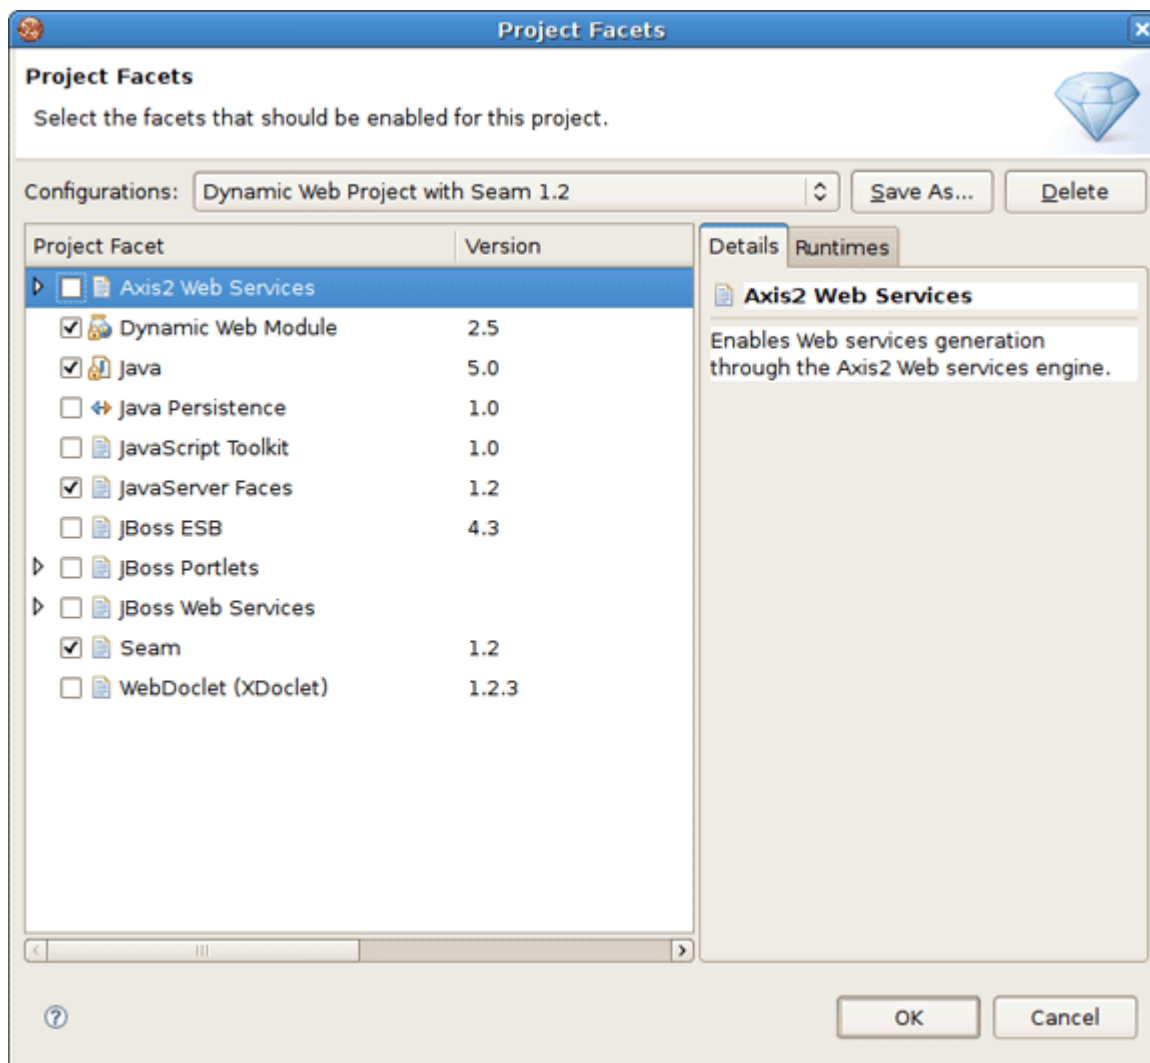 Project Facets
Project Facets
Select the facets that should be enabled for this project.
Configurations: Dynamic Web Project with Seam 1.2 Save As... Delete
Project Facet Version
Axis2 Web Services
Dynamic Web Module 2.5
Java 5.0
Java Persistence 1.0
JavaScript Toolkit 1.0
JavaServer Faces 1.2
JBoss ESB 4.3
JBoss Portlets
JBoss Web Services
Seam 1.2
WebDoclet (XDoclet) 1.2.3
Details Runtimes
Axis2 Web Services
Enables Web services generation
through the Axis2 Web services engine.
? OK Cancel